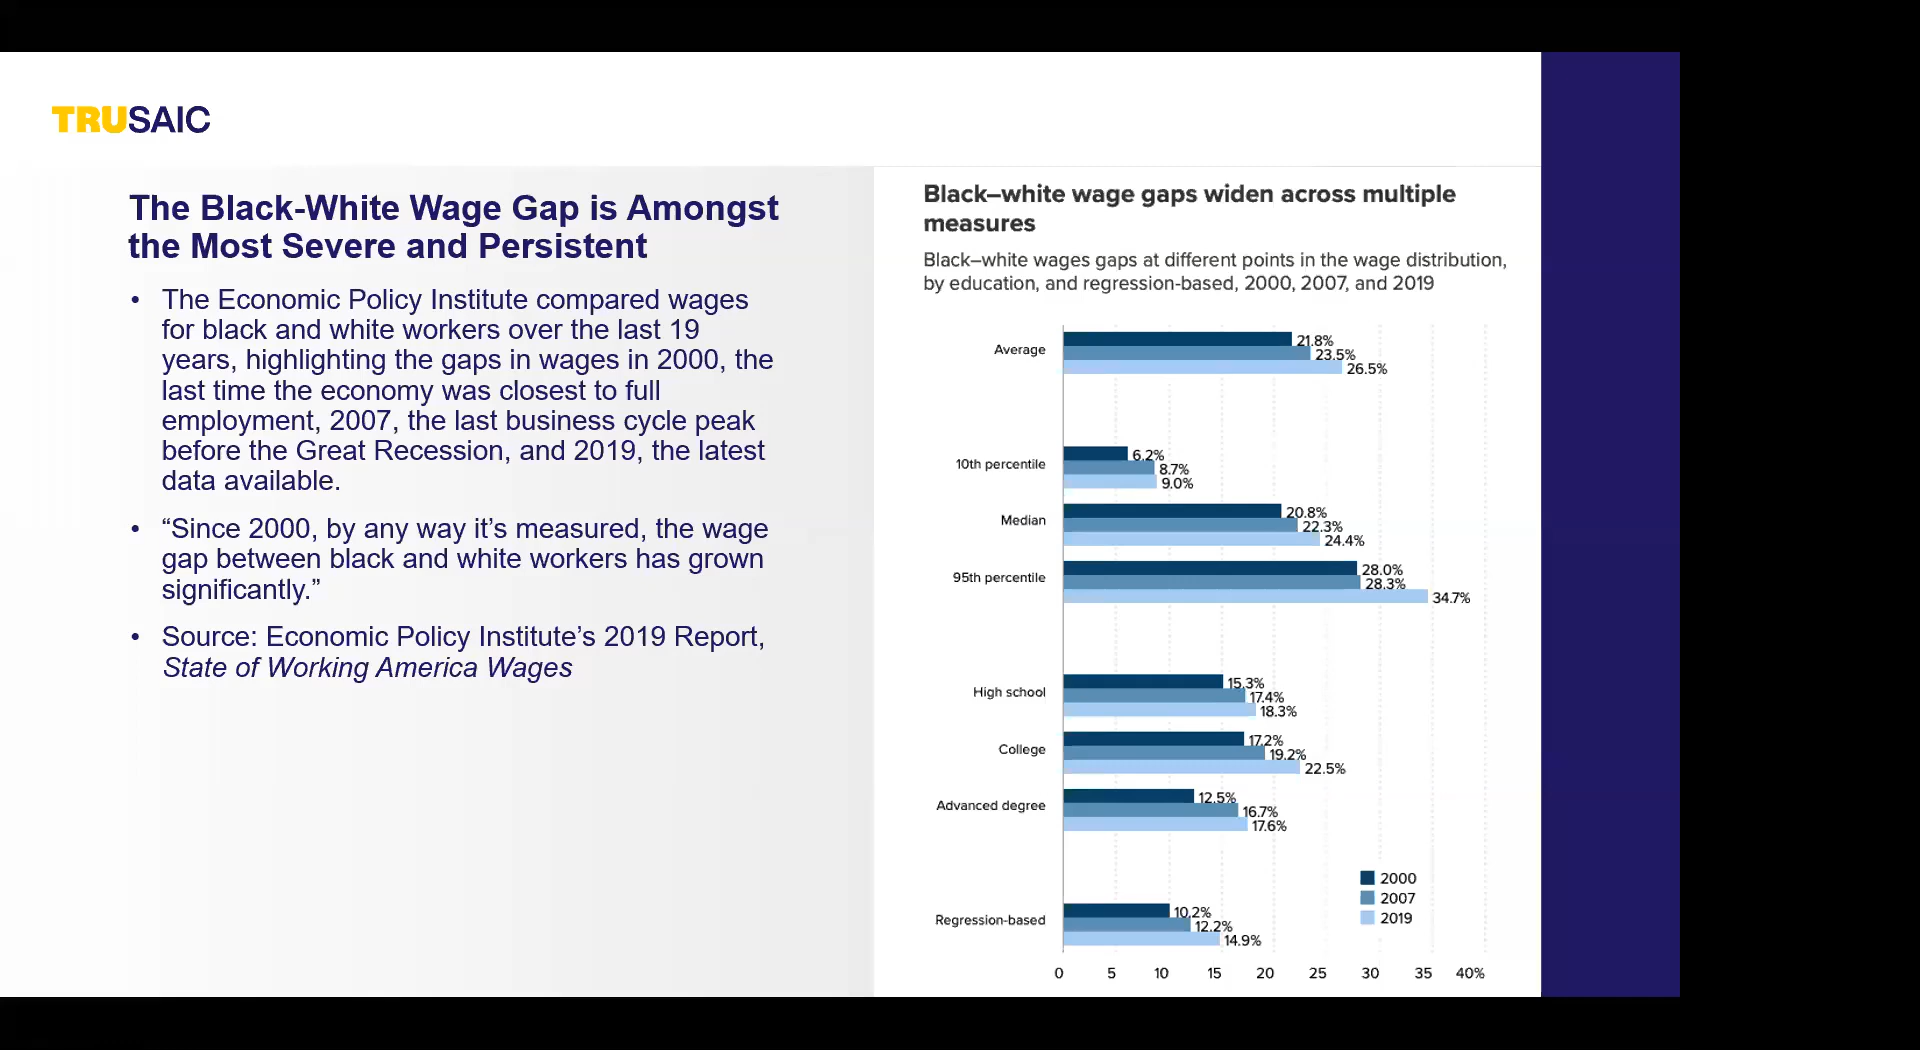 TRUSAIC
The Black-White Wage Gap is Amongst
the Most Severe and Persistent
• The Economic Policy Institute compared wages
for black and white workers over the last 19
years, highlighting the gaps in wages in 2000, the
last time the economy was closest to full
employment, 2007, the last business cycle peak
before the Great Recession, and 2019, the latest
data available.
• “Since 2000, by any way it’s measured, the wage
gap between black and white workers has grown
significantly.”
• Source: Economic Policy Institute’s 2019 Report,
State of Working America Wages
Black–white wage gaps widen across multiple
measures
Black–white wages gaps at different points in the wage distribution,
by education, and regression-based, 2000, 2007, and 2019
Average
21.8%
23.5%
26.5%
10th percentile
6.2%
8.7%
9.0%
Median
20.8%
22.3%
24.4%
95th percentile
28.0%
28.3%
34.7%
High school
15.3%
17.4%
18.3%
College
17.2%
19.2%
22.5%
Advanced degree
12.5%
16.7%
17.6%
Regression-based
10.2%
12.2%
14.9%
2000
2007
2019
0 5 10 15 20 25 30 35 40%